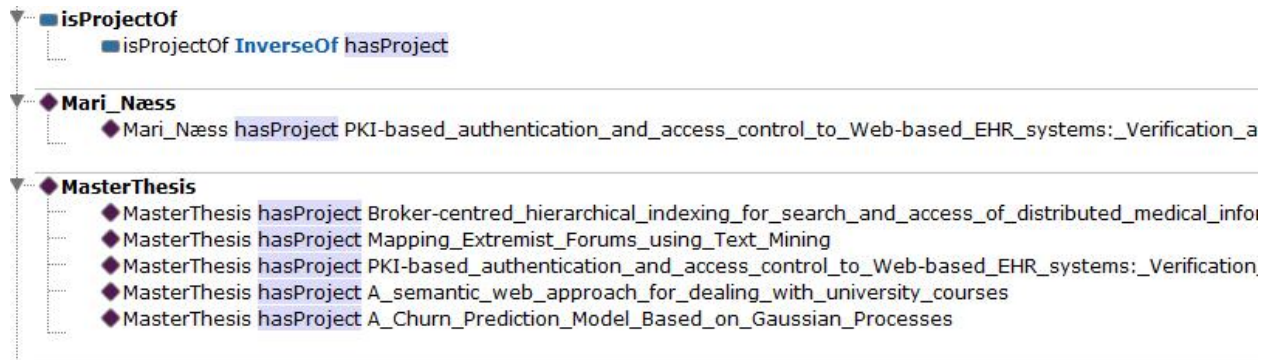 isProjectOf
isProjectOf InverseOf hasProject
Mari_Næss
Mari_Næss hasProject PKI-based_authentication_and_access_control_to_Web-based_EHR_systems:_Verification_a
MasterThesis
MasterThesis hasProject Broker-centred_hierarchical_indexing_for_search_and_access_of_distributed_medical_infor
MasterThesis hasProject Mapping_Extremist_Forums_using_Text_Mining
MasterThesis hasProject PKI-based_authentication_and_access_control_to_Web-based_EHR_systems:_Verification_
MasterThesis hasProject A_semantic_web_approach_for_dealing_with_university_courses
MasterThesis hasProject A_Churn_Prediction_Model_Based_on_Gaussian_Processes